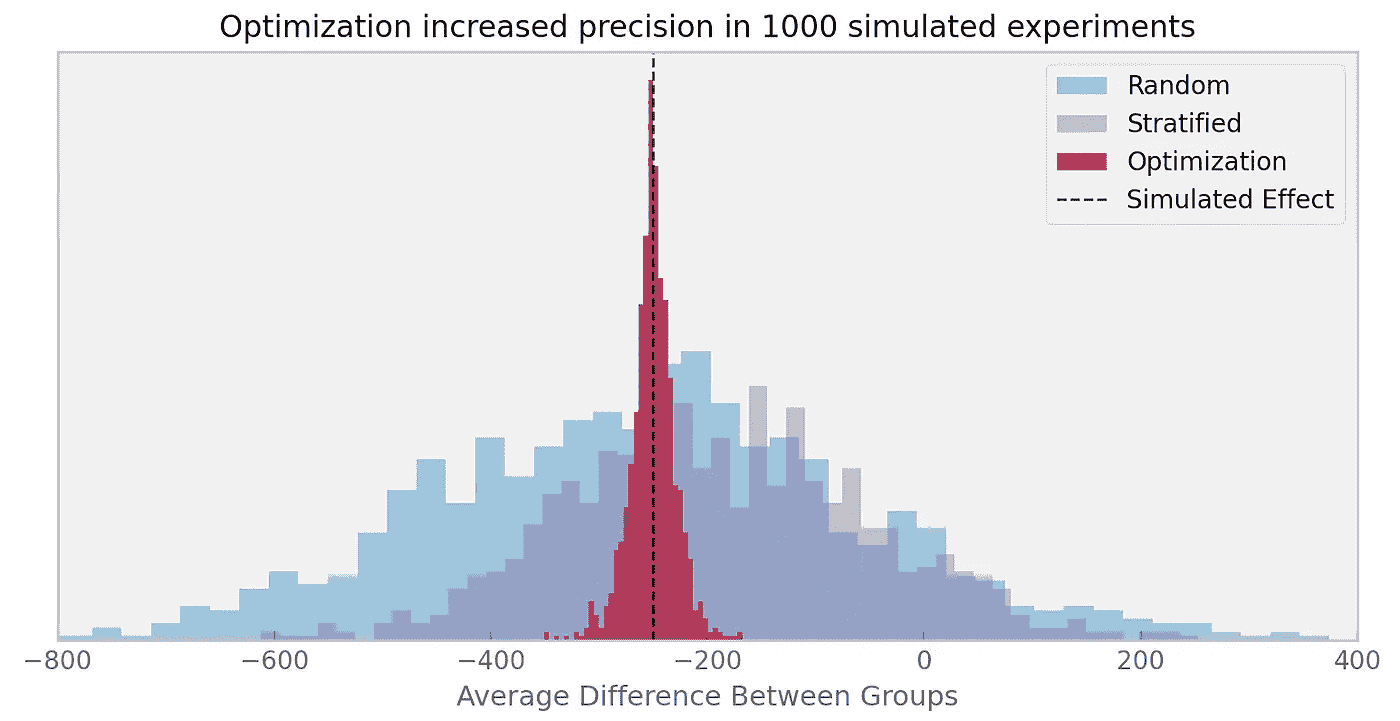 Optimization increased precision in 1000 simulated experiments
Random
Stratified
Optimization
Simulated Effect
−800 −600 −400 −200 0 200 400
Average Difference Between Groups